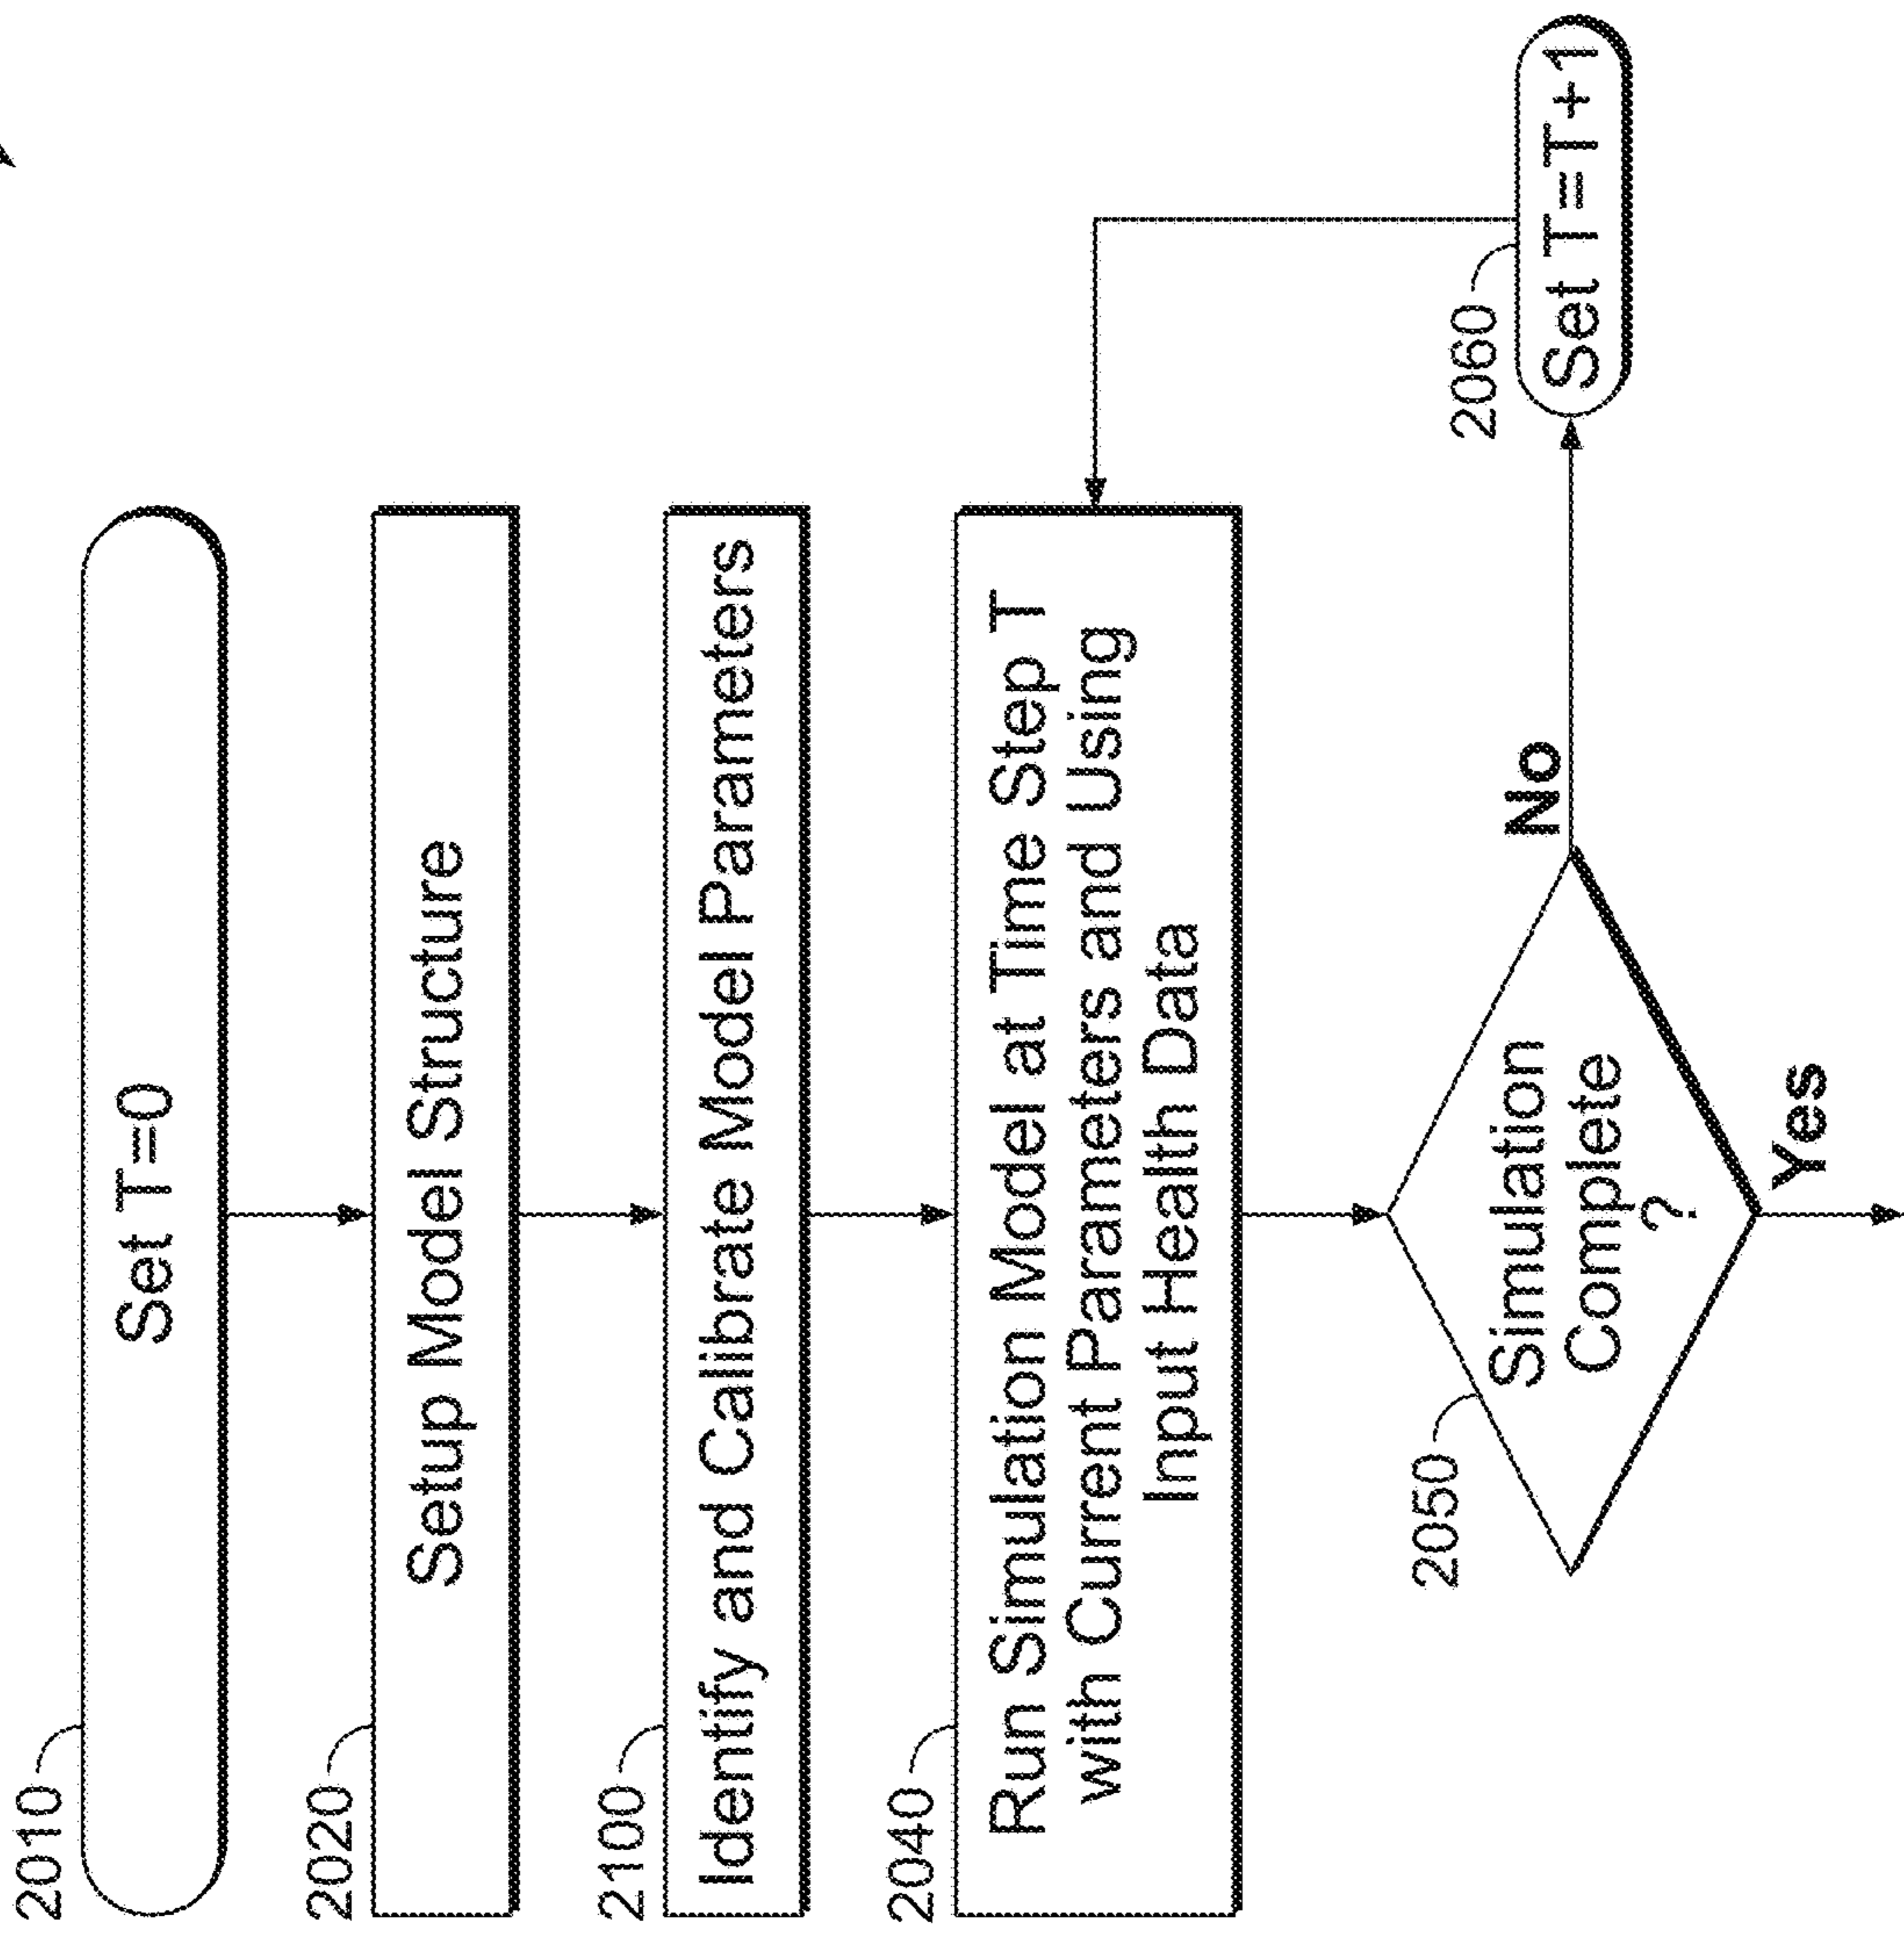 2010
Set T=0
2020
Setup Model Structure
2100
Identify and Calibrate Model Parameters
2040
Run Simulation Model at Time Step T
with Current Parameters and Using
Input Health Data
2050
Simulation
Complete
?
No
2060
Set T=T+1
Yes